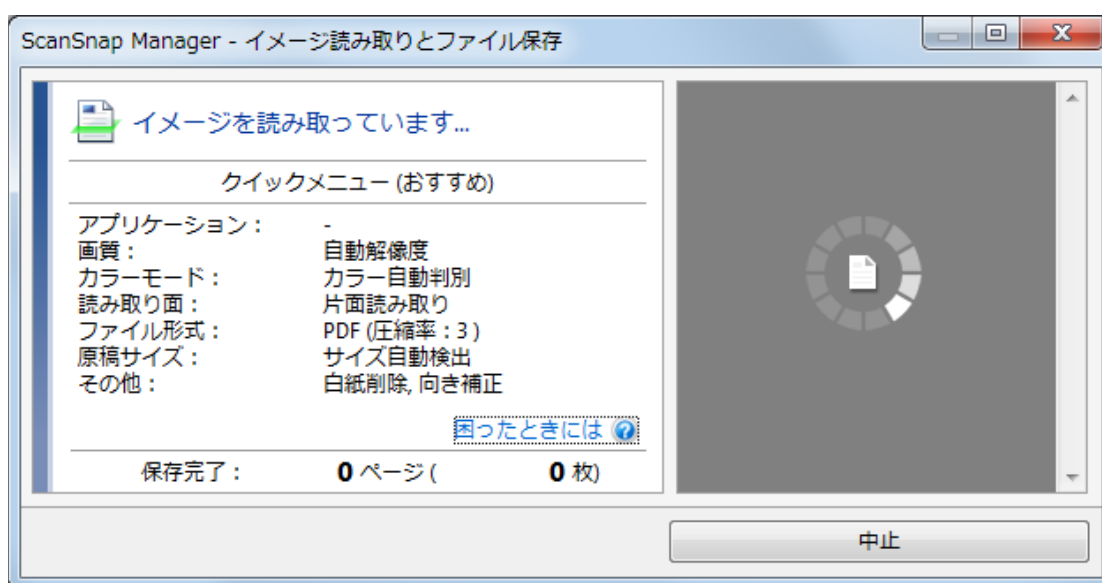 ScanSnap Manager - イメージ読み取りとファイル保存
イメージを読み取っています...
クイックメニュー (おすすめ)
アプリケーション： -
画質： 自動解像度
カラーモード： カラー自動判別
読み取り面： 片面読み取り
ファイル形式： PDF (圧縮率：3 )
原稿サイズ： サイズ自動検出
その他： 白紙削除, 向き補正
困ったときには ?
保存完了： 0 ページ ( 0 枚)
中止